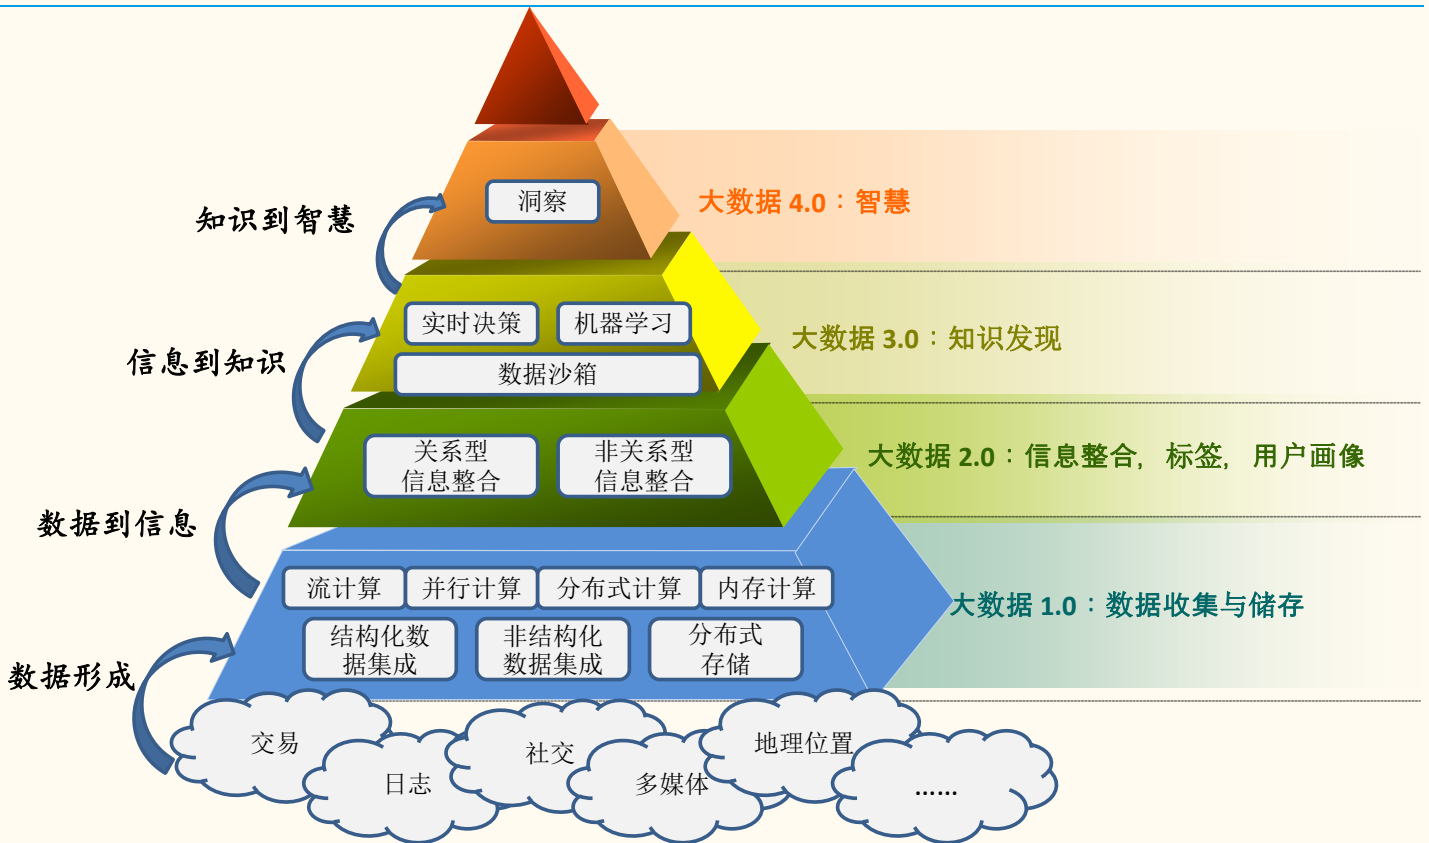 洞察
知识到智慧
大数据 4.0：智慧
实时决策
机器学习
信息到知识
大数据 3.0：知识发现
数据沙箱
关系型
信息整合
非关系型
信息整合
大数据 2.0：信息整合，标签，用户画像
数据到信息
流计算
并行计算
分布式计算
内存计算
大数据 1.0：数据收集与储存
结构化数
据集成
非结构化
数据集成
分布式
存储
数据形成
交易
日志
社交
多媒体
地理位置
……